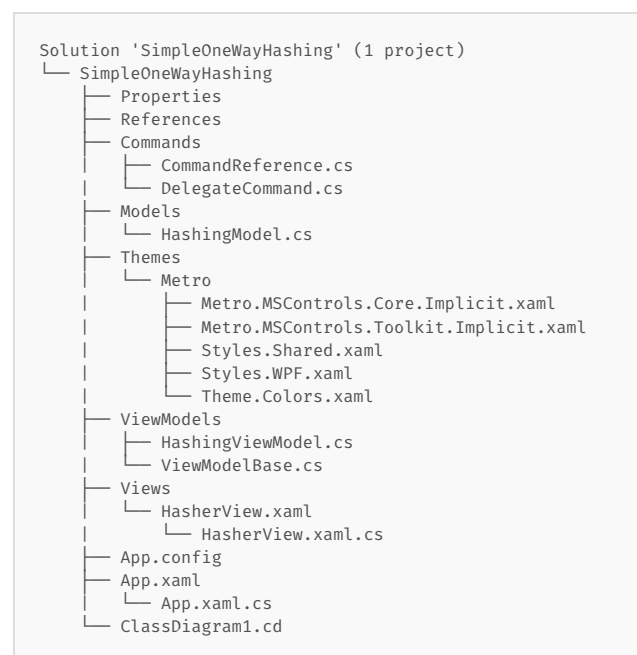 Solution 'SimpleOneWayHashing' (1 project)
└── SimpleOneWayHashing
    ├── Properties
    ├── References
    ├── Commands
    |   ├── CommandReference.cs
    |   └── DelegateCommand.cs
    ├── Models
    |   └── HashingModel.cs
    ├── Themes
    |   └── Metro
    |       ├── Metro.MSControls.Core.Implicit.xaml
    |       ├── Metro.MSControls.Toolkit.Implicit.xaml
    |       ├── Styles.Shared.xaml
    |       ├── Styles.WPF.xaml
    |       └── Theme.Colors.xaml
    ├── ViewModels
    |   ├── HashingViewModel.cs
    |   └── ViewModelBase.cs
    ├── Views
    |   └── HasherView.xaml
    |       └── HasherView.xaml.cs
    ├── App.config
    ├── App.xaml
    |   └── App.xaml.cs
    └── ClassDiagram1.cd